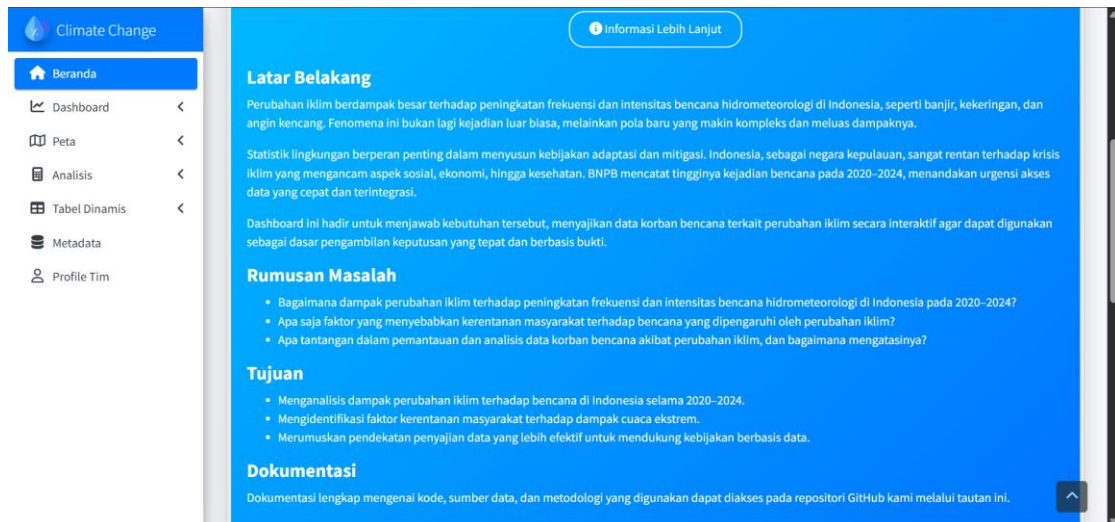 Climate Change
Beranda
Dashboard
Peta
Analisis
Tabel Dinamis
Metadata
Profile Tim
Informasi Lebih Lanjut
Latar Belakang
Perubahan iklim berdampak besar terhadap peningkatan frekuensi dan intensitas bencana hidrometeorologi di Indonesia, seperti banjir, kekeringan, dan
angin kencang. Fenomena ini bukan lagi kejadian luar biasa, melainkan pola baru yang makin kompleks dan meluas dampaknya.
Statistik lingkungan berperan penting dalam menyusun kebijakan adaptasi dan mitigasi. Indonesia, sebagai negara kepulauan, sangat rentan terhadap krisis
iklim yang mengancam aspek sosial, ekonomi, hingga kesehatan. BNPB mencatat tingginya kejadian bencana pada 2020–2024, menandakan urgensi akses
data yang cepat dan terintegrasi.
Dashboard ini hadir untuk menjawab kebutuhan tersebut, menyajikan data korban bencana terkait perubahan iklim secara interaktif agar dapat digunakan
sebagai dasar pengambilan keputusan yang tepat dan berbasis bukti.
Rumusan Masalah
• Bagaimana dampak perubahan iklim terhadap peningkatan frekuensi dan intensitas bencana hidrometeorologi di Indonesia pada 2020–2024?
• Apa saja faktor yang menyebabkan kerentanan masyarakat terhadap bencana yang dipengaruhi oleh perubahan iklim?
• Apa tantangan dalam pemantauan dan analisis data korban bencana akibat perubahan iklim, dan bagaimana mengatasinya?
Tujuan
• Menganalisis dampak perubahan iklim terhadap bencana di Indonesia selama 2020–2024.
• Mengidentifikasi faktor kerentanan masyarakat terhadap dampak cuaca ekstrem.
• Merumuskan pendekatan penyajian data yang lebih efektif untuk mendukung kebijakan berbasis data.
Dokumentasi
Dokumentasi lengkap mengenai kode, sumber data, dan metodologi yang digunakan dapat diakses pada repositori GitHub kami melalui tautan ini.